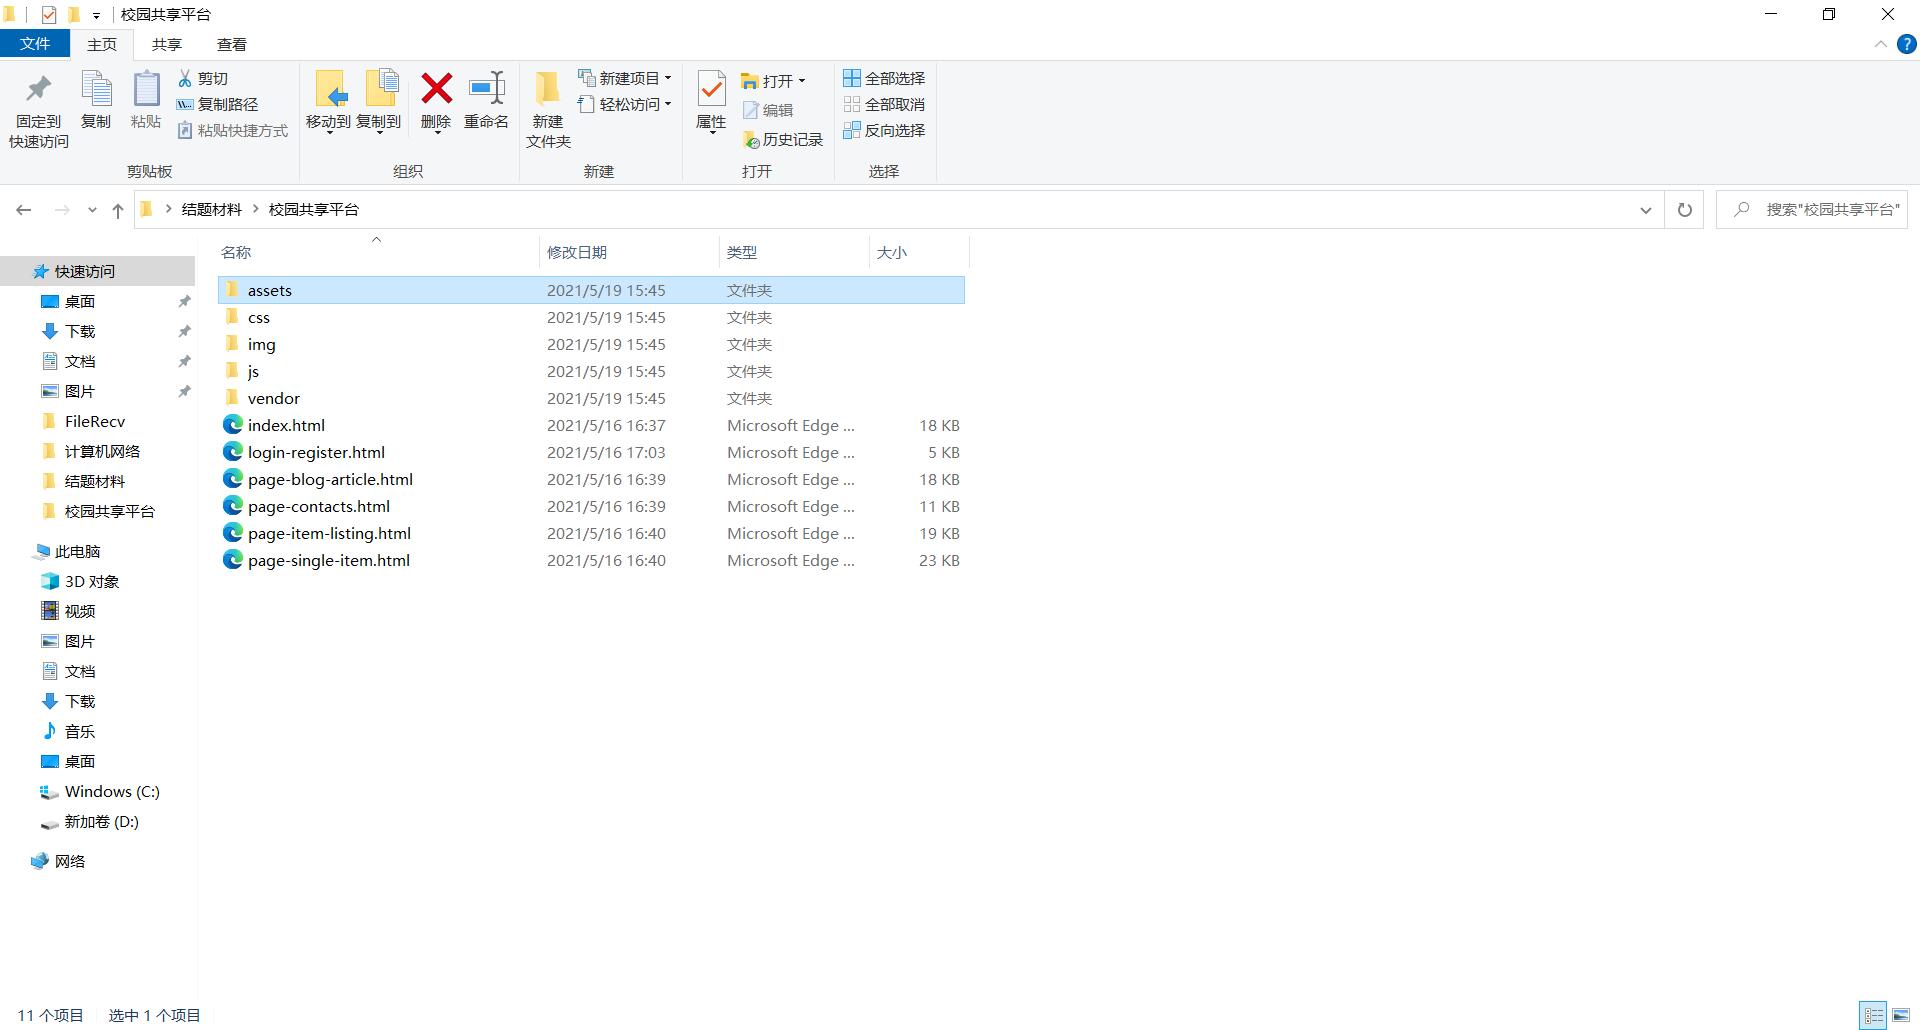 校园共享平台
文件 主页 共享 查看
固定到
快速访问
复制
粘贴
剪切
复制路径
粘贴快捷方式
剪贴板
移动到
复制到
删除
重命名
组织
新建
文件夹
新建项目
轻松访问
新建
属性
打开
编辑
历史记录
打开
全部选择
全部取消
反向选择
选择
结题材料 校园共享平台
搜索"校园共享平台"
名称 修改日期 类型 大小
快速访问
桌面
下载
文档
图片
FileRecv
计算机网络
结题材料
校园共享平台
此电脑
3D 对象
视频
图片
文档
下载
音乐
桌面
Windows (C:)
新加卷 (D:)
网络
assets 2021/5/19 15:45 文件夹
css 2021/5/19 15:45 文件夹
img 2021/5/19 15:45 文件夹
js 2021/5/19 15:45 文件夹
vendor 2021/5/19 15:45 文件夹
index.html 2021/5/16 16:37 Microsoft Edge ... 18 KB
login-register.html 2021/5/16 17:03 Microsoft Edge ... 5 KB
page-blog-article.html 2021/5/16 16:39 Microsoft Edge ... 18 KB
page-contacts.html 2021/5/16 16:39 Microsoft Edge ... 11 KB
page-item-listing.html 2021/5/16 16:40 Microsoft Edge ... 19 KB
page-single-item.html 2021/5/16 16:40 Microsoft Edge ... 23 KB
11 个项目 选中 1 个项目